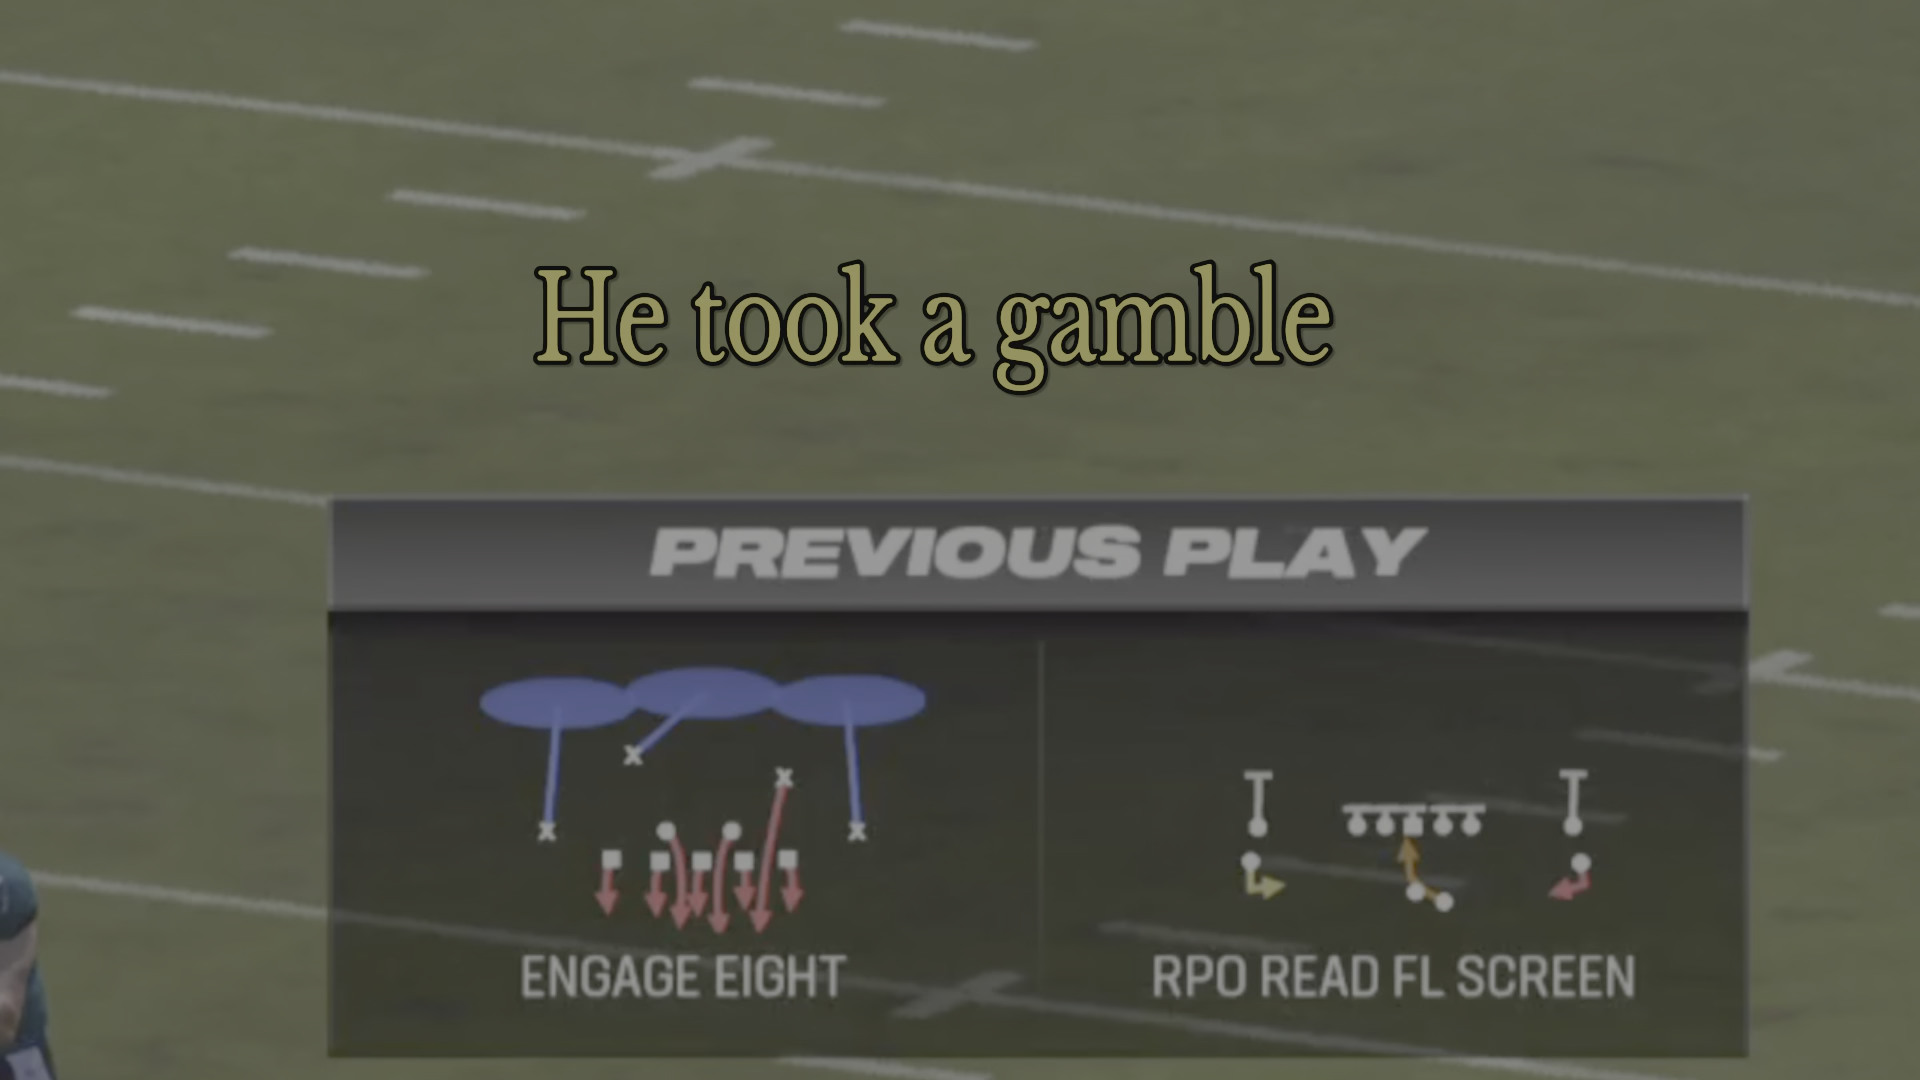 He took a gamble
PREVIOUS PLAY
ENGAGE EIGHT
RPO READ FL SCREEN